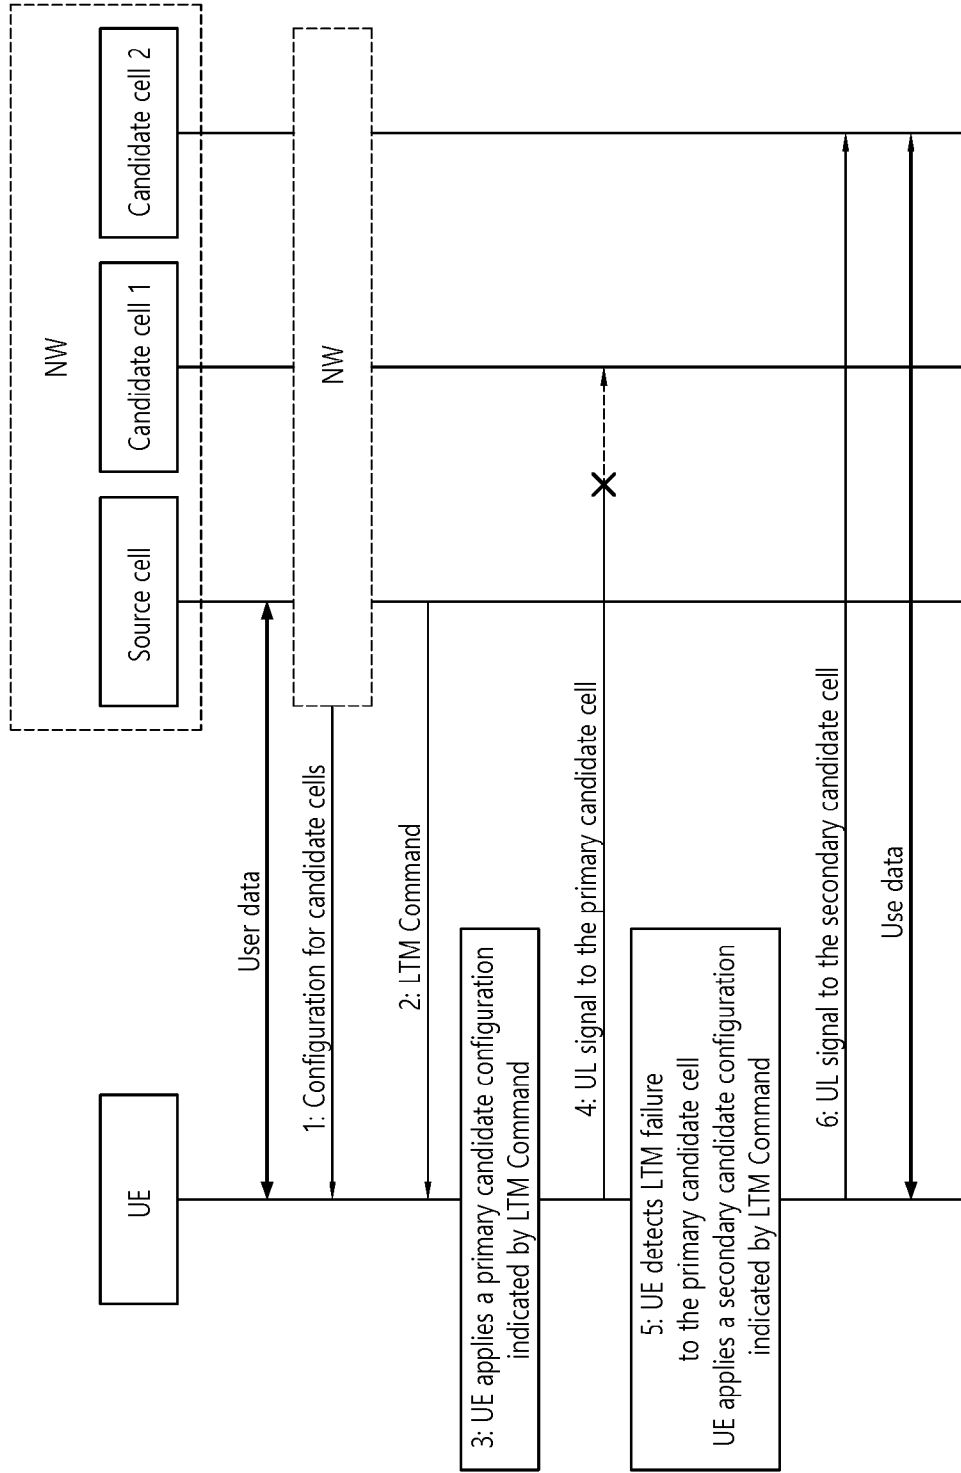 NW
UE
Source cell
Candidate cell 1
Candidate cell 2
User data
NW
1: Configuration for candidate cells
2: LTM Command
3: UE applies a primary candidate configuration
indicated by LTM Command
4: UL signal to the primary candidate cell
5: UE detects LTM failure
to the primary candidate cell
UE applies a secondary candidate configuration
indicated by LTM Command
6: UL signal to the secondary candidate cell
Use data